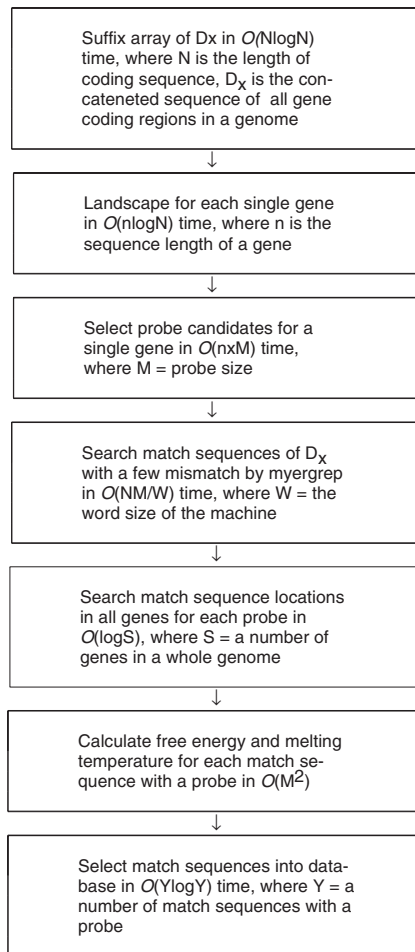 Suffix array of Dx in O(NlogN)
time, where N is the length of
coding sequence, Dx is the con-
cateneted sequence of all gene
coding regions in a genome
↓
Landscape for each single gene
in O(nlogN) time, where n is the
sequence length of a gene
↓
Select probe candidates for a
single gene in O(nxM) time,
where M = probe size
↓
Search match sequences of Dx
with a few mismatch by myergrep
in O(NM/W) time, where W = the
word size of the machine
↓
Search match sequence locations
in all genes for each probe in
O(logS), where S = a number of
genes in a whole genome
↓
Calculate free energy and melting
temperature for each match se-
quence with a probe in O(M²)
↓
Select match sequences into data-
base in O(YlogY) time, where Y = a
number of match sequences with a
probe